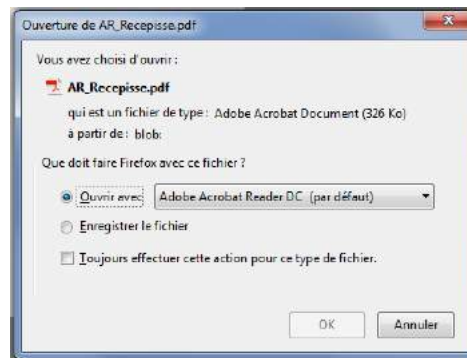 Ouverture de AR_Recepisse.pdf
Vous avez choisi d'ouvrir :
AR_Recepisse.pdf
qui est un fichier de type : Adobe Acrobat Document (326 Ko)
à partir de : blob:
Que doit faire Firefox avec ce fichier ?
Ouvrir avec Adobe Acrobat Reader DC (par défaut)
Enregistrer le fichier
Toujours effectuer cette action pour ce type de fichier.
OK Annuler